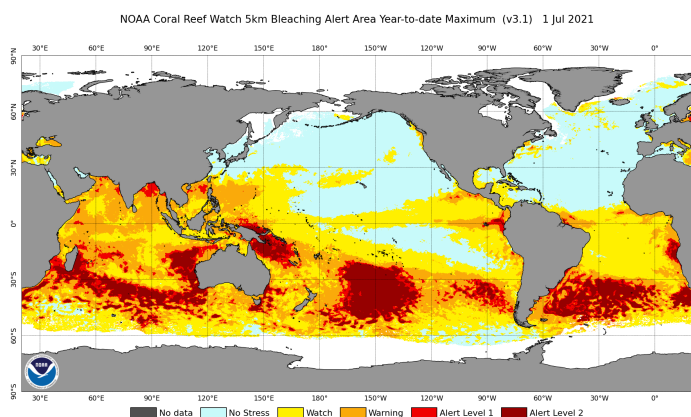 NOAA Coral Reef Watch 5km Bleaching Alert Area Year-to-date Maximum (v3.1) 1 Jul 2021
30°E 60°E 90°E 120°E 150°E 180° 150°W 120°W 90°W 60°W 30°W 0°
90°N
60°N
30°N
0°
30°S
60°S
90°S
NOAA
30°E 60°E 90°E 120°E 150°E 180° 150°W 120°W 90°W 60°W 30°W 0°
No data No Stress Watch Warning Alert Level 1 Alert Level 2